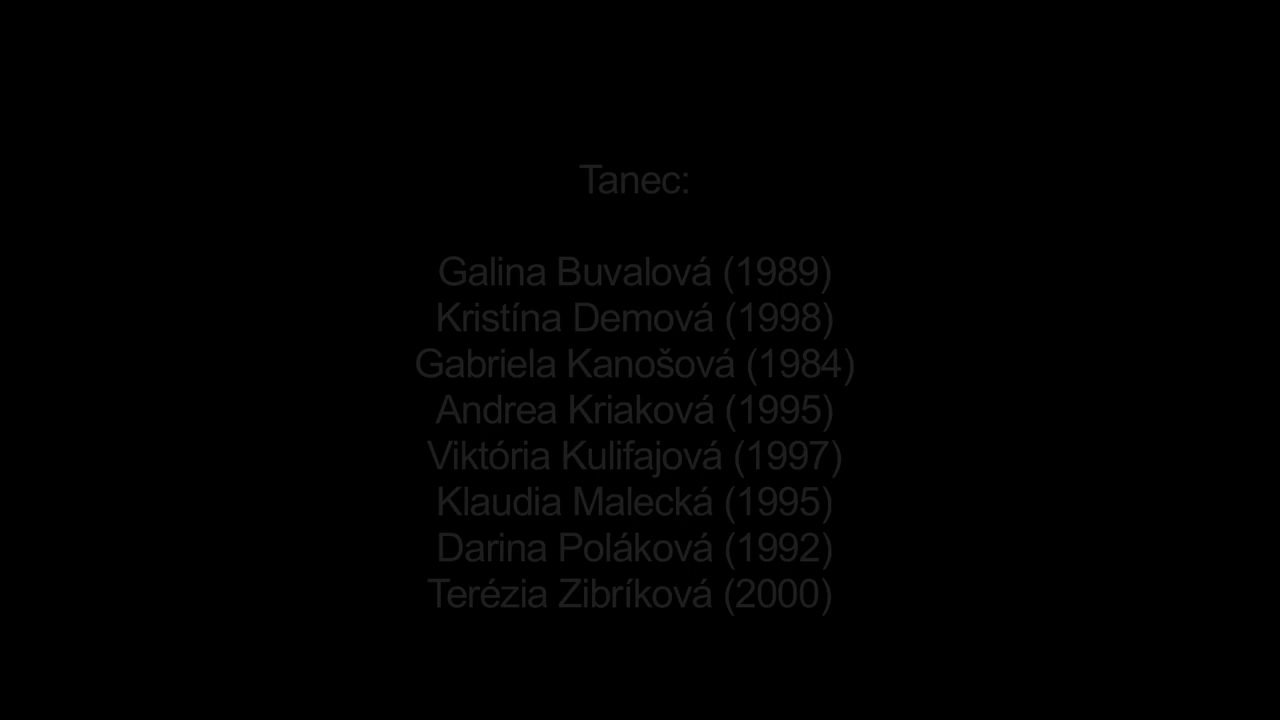 Tanec:
Galina Buvalová (1989)
Kristína Demová (1998)
Gabriela Kanošová (1984)
Andrea Kriaková (1995)
Viktória Kulifajová (1997)
Klaudia Malecká (1995)
Darina Poláková (1992)
Terézia Zibríková (2000)